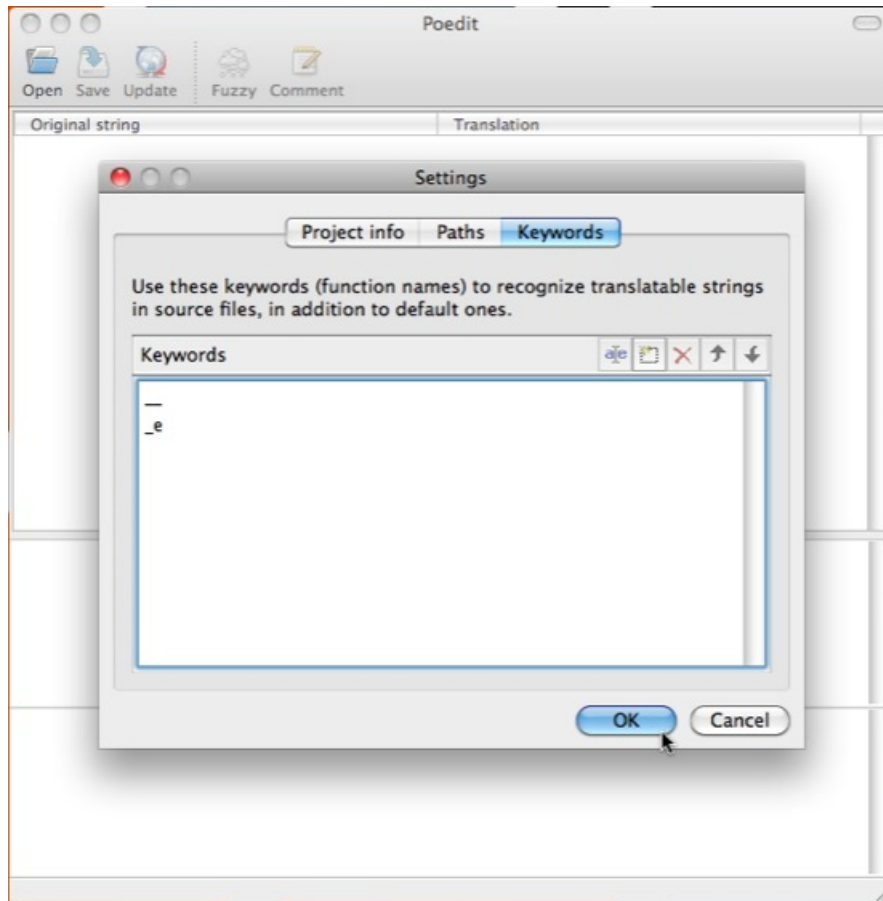 Poedit
Open Save Update Fuzzy Comment
Original string Translation
Settings
Project info Paths Keywords
Use these keywords (function names) to recognize translatable strings
in source files, in addition to default ones.
Keywords
__
_e
OK Cancel